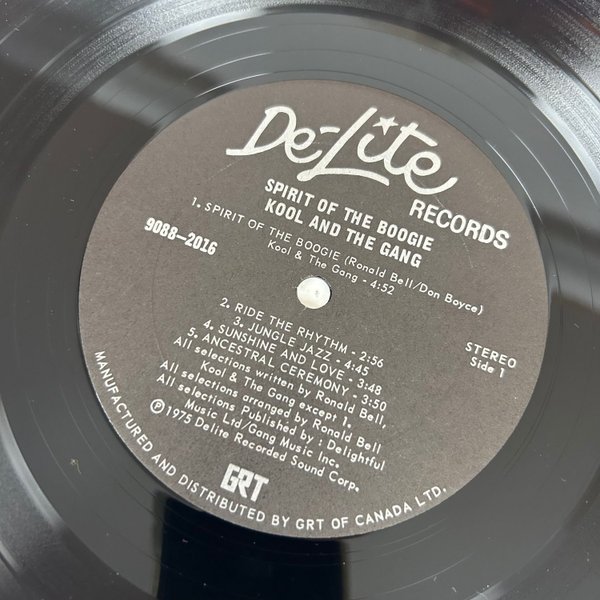 De-Lite
RECORDS
SPIRIT OF THE BOOGIE
KOOL AND THE GANG
1. SPIRIT OF THE BOOGIE (Ronald Bell/Don Boyce)
Kool & The Gang - 4:52
9088-2016
STEREO
Side 1
2. RIDE THE RHYTHM - 2:56
3. JUNGLE JAZZ - 4:45
4. SUNSHINE AND LOVE - 3:48
5. ANCESTRAL CEREMONY - 3:50
All selections written by Ronald Bell,
Kool & The Gang except 1.
All selections arranged by Ronald Bell
All selections Published by : Delightful
Music Ltd/Gang Music Inc.
℗ 1975 Delite Recorded Sound Corp.
GRT
MANUFACTURED AND DISTRIBUTED BY GRT OF CANADA LTD.